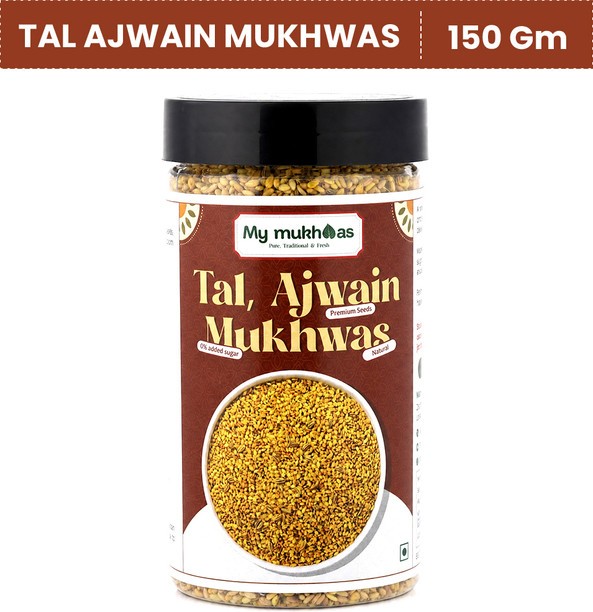 TAL AJWAIN MUKHWAS 150 Gm
My mukhwas
Pure, Traditional & Fresh
Tal, Ajwain
Premium Seeds
Mukhwas
0% added sugar
Natural